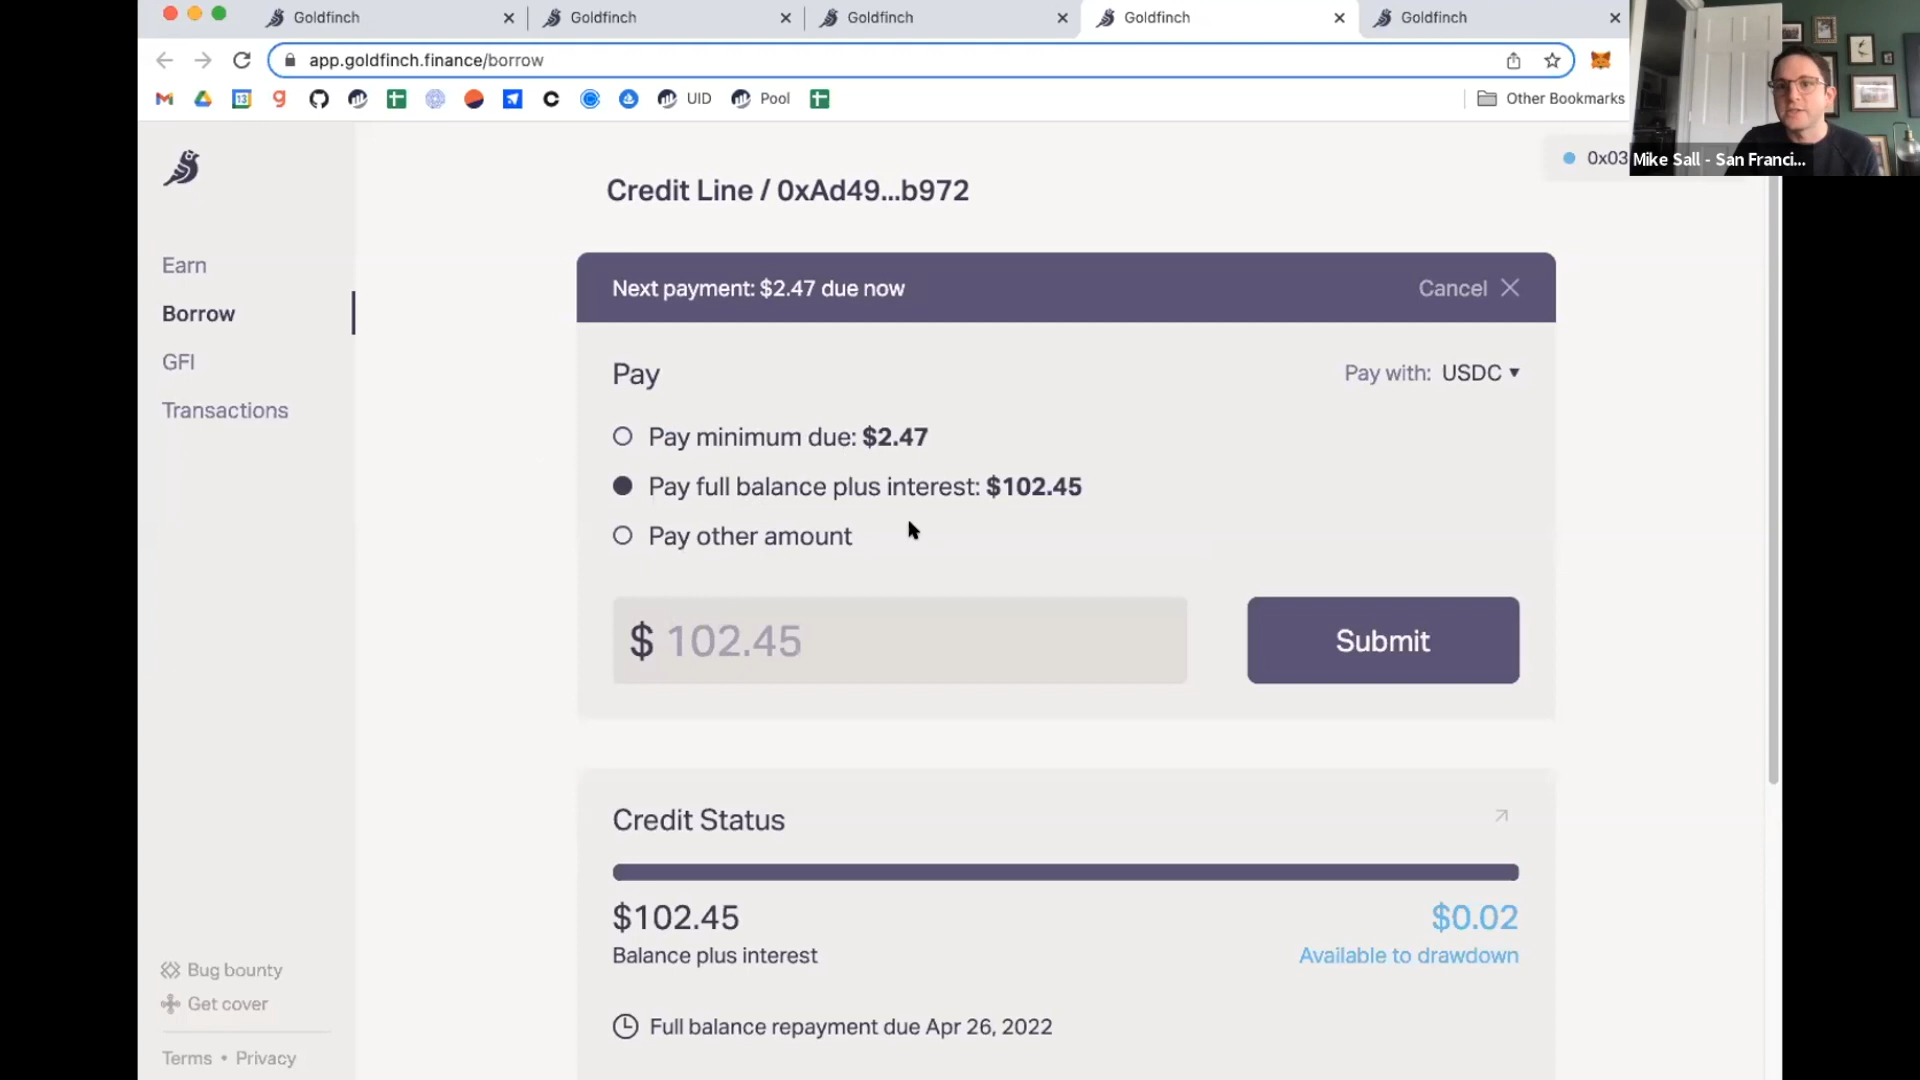 Goldfinch
Goldfinch
Goldfinch
Goldfinch
Goldfinch
app.goldfinch.finance/borrow
UID
Pool
Other Bookmarks
0x03
Mike Sall - San Franci...
Credit Line / 0xAd49...b972
Earn
Borrow
GFI
Transactions
Next payment: $2.47 due now
Cancel
Pay
Pay with: USDC
Pay minimum due: $2.47
Pay full balance plus interest: $102.45
Pay other amount
$ 102.45
Submit
Credit Status
$102.45
$0.02
Balance plus interest
Available to drawdown
Full balance repayment due Apr 26, 2022
Bug bounty
Get cover
Terms • Privacy